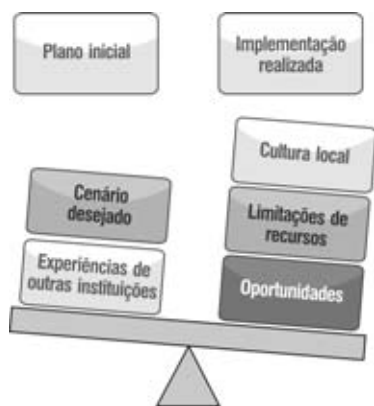 Plano inicial
Implementação
realizada
Cultura local
Cenário
desejado
Limitações de
recursos
Experiências de
outras instituições
Oportunidades